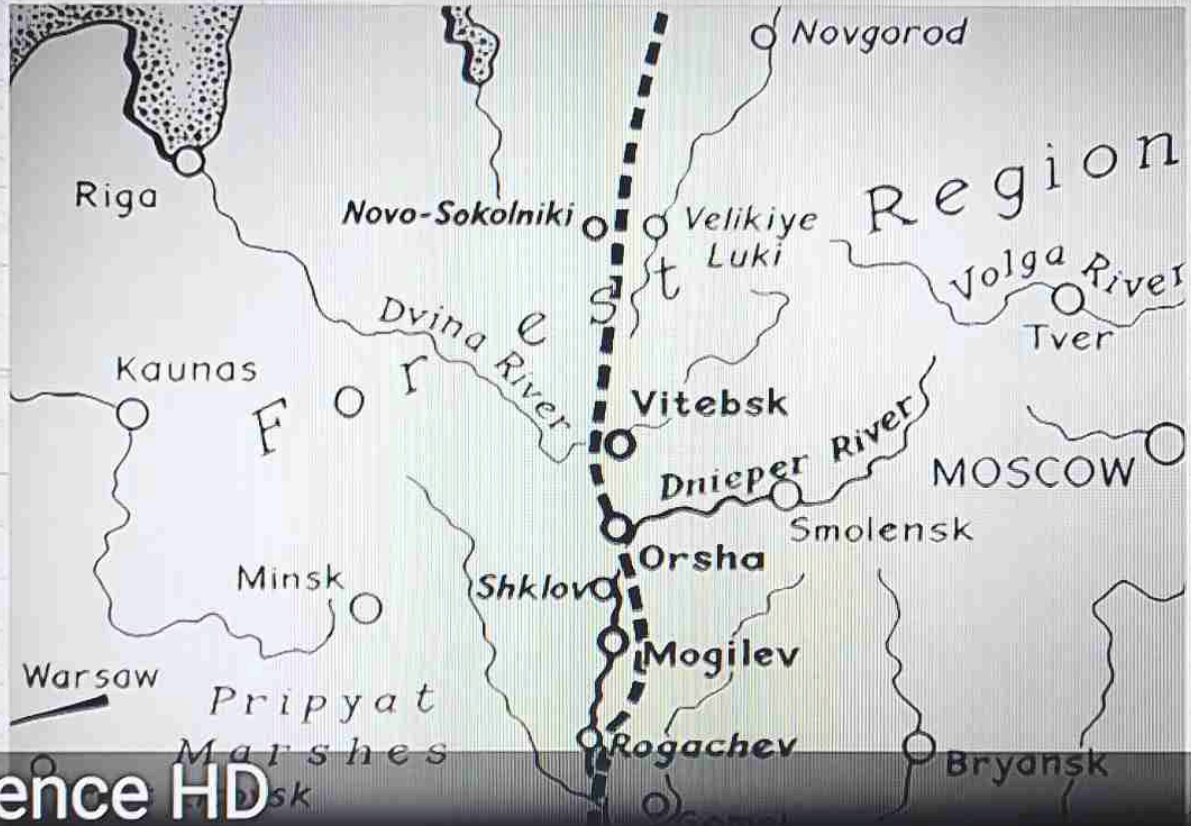 Novgorod
Region
Riga
Novo-Sokolniki
Velikiye
Luki
Volga River
Tver
Dvina River
Forest
Kaunas
Vitebsk
Dnieper River
MOSCOW
Smolensk
Orsha
Minsk
Shklov
Mogilev
Warsaw
Pripyat
Marshes
Rogachev
Bryansk
ence HD